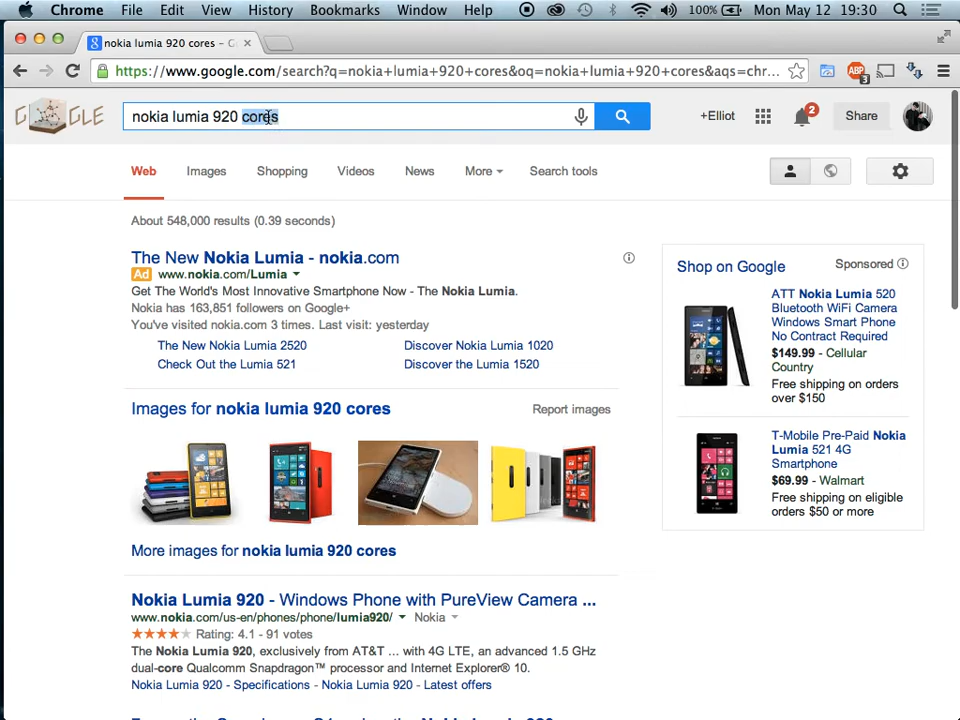 Chrome File Edit View History Bookmarks Window Help 100% Mon May 12 19:30
nokia lumia 920 cores – G
https://www.google.com/search?q=nokia+lumia+920+cores&oq=nokia+lumia+920+cores&aqs=chr... ABP 3
GOOGLE nokia lumia 920 cores +Elliot 2 Share
Web Images Shopping Videos News More Search tools
About 548,000 results (0.39 seconds)
The New Nokia Lumia - nokia.com
Ad www.nokia.com/Lumia
Get The World's Most Innovative Smartphone Now - The Nokia Lumia.
Nokia has 163,851 followers on Google+
You've visited nokia.com 3 times. Last visit: yesterday
The New Nokia Lumia 2520 Discover Nokia Lumia 1020
Check Out the Lumia 521 Discover the Lumia 1520
Images for nokia lumia 920 cores Report images
More images for nokia lumia 920 cores
Nokia Lumia 920 - Windows Phone with PureView Camera ...
www.nokia.com/us-en/phones/phone/lumia920/ Nokia
Rating: 4.1 - 91 votes
The Nokia Lumia 920, exclusively from AT&T ... with 4G LTE, an advanced 1.5 GHz
dual-core Qualcomm Snapdragon™ processor and Internet Explorer® 10.
Nokia Lumia 920 - Specifications - Nokia Lumia 920 - Latest offers
Shop on Google Sponsored
ATT Nokia Lumia 520
Bluetooth WiFi Camera
Windows Smart Phone
No Contract Required
$149.99 - Cellular
Country
Free shipping on orders
over $150
T-Mobile Pre-Paid Nokia
Lumia 521 4G
Smartphone
$69.99 - Walmart
Free shipping on eligible
orders $50 or more